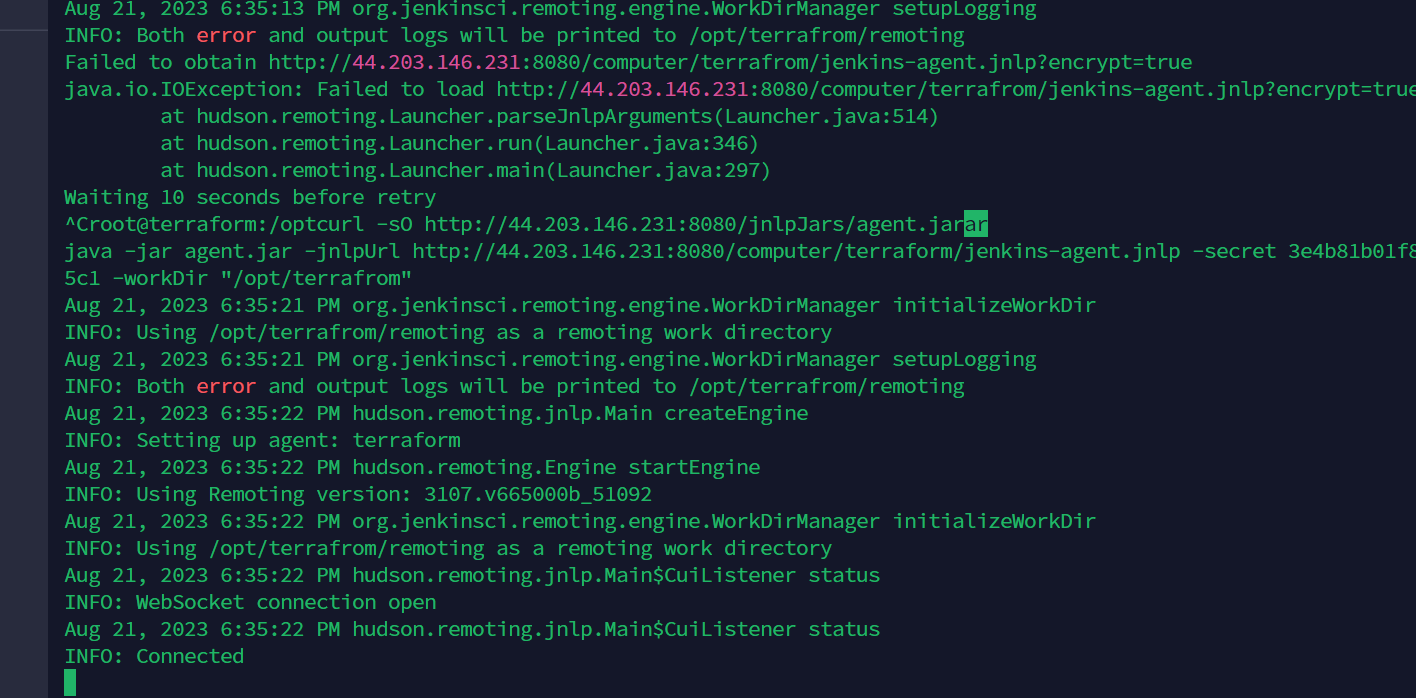 Aug 21, 2023 6:35:13 PM org.jenkinsci.remoting.engine.WorkDirManager setupLogging
INFO: Both error and output logs will be printed to /opt/terrafrom/remoting
Failed to obtain http://44.203.146.231:8080/computer/terrafrom/jenkins-agent.jnlp?encrypt=true
java.io.IOException: Failed to load http://44.203.146.231:8080/computer/terrafrom/jenkins-agent.jnlp?encrypt=true
        at hudson.remoting.Launcher.parseJnlpArguments(Launcher.java:514)
        at hudson.remoting.Launcher.run(Launcher.java:346)
        at hudson.remoting.Launcher.main(Launcher.java:297)
Waiting 10 seconds before retry
^Croot@terraform:/optcurl -sO http://44.203.146.231:8080/jnlpJars/agent.jarar
java -jar agent.jar -jnlpUrl http://44.203.146.231:8080/computer/terraform/jenkins-agent.jnlp -secret 3e4b81b01f8
5c1 -workDir "/opt/terrafrom"
Aug 21, 2023 6:35:21 PM org.jenkinsci.remoting.engine.WorkDirManager initializeWorkDir
INFO: Using /opt/terrafrom/remoting as a remoting work directory
Aug 21, 2023 6:35:21 PM org.jenkinsci.remoting.engine.WorkDirManager setupLogging
INFO: Both error and output logs will be printed to /opt/terrafrom/remoting
Aug 21, 2023 6:35:22 PM hudson.remoting.jnlp.Main createEngine
INFO: Setting up agent: terraform
Aug 21, 2023 6:35:22 PM hudson.remoting.Engine startEngine
INFO: Using Remoting version: 3107.v665000b_51092
Aug 21, 2023 6:35:22 PM org.jenkinsci.remoting.engine.WorkDirManager initializeWorkDir
INFO: Using /opt/terrafrom/remoting as a remoting work directory
Aug 21, 2023 6:35:22 PM hudson.remoting.jnlp.Main$CuiListener status
INFO: WebSocket connection open
Aug 21, 2023 6:35:22 PM hudson.remoting.jnlp.Main$CuiListener status
INFO: Connected